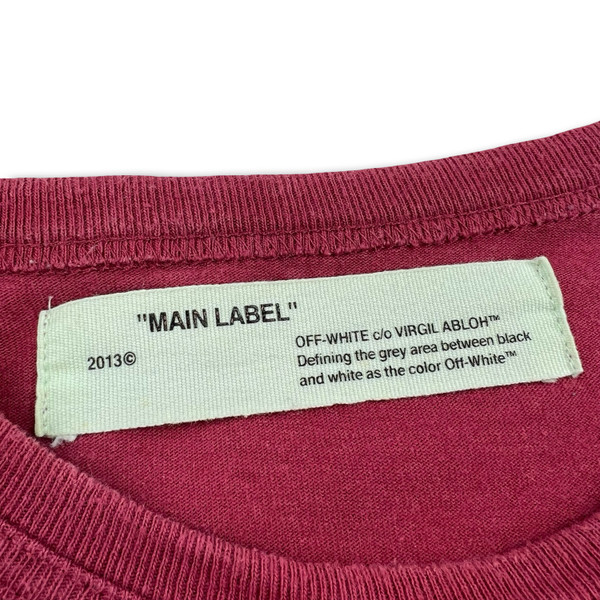 "MAIN LABEL"
2013©
OFF-WHITE c/o VIRGIL ABLOH™
Defining the grey area between black
and white as the color Off-White™